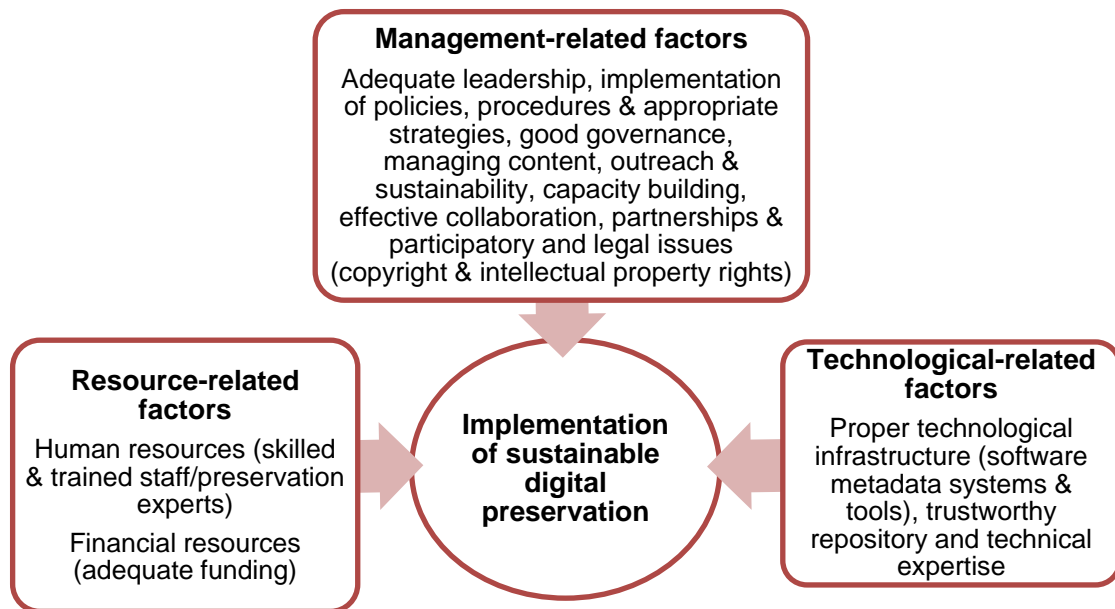 Management-related factors
Adequate leadership, implementation
of policies, procedures & appropriate
strategies, good governance,
managing content, outreach &
sustainability, capacity building,
effective collaboration, partnerships &
participatory and legal issues
(copyright & intellectual property rights)
Resource-related
factors
Human resources (skilled
& trained staff/preservation
experts)
Financial resources
(adequate funding)
Implementation
of sustainable
digital
preservation
Technological-related
factors
Proper technological
infrastructure (software
metadata systems &
tools), trustworthy
repository and technical
expertise